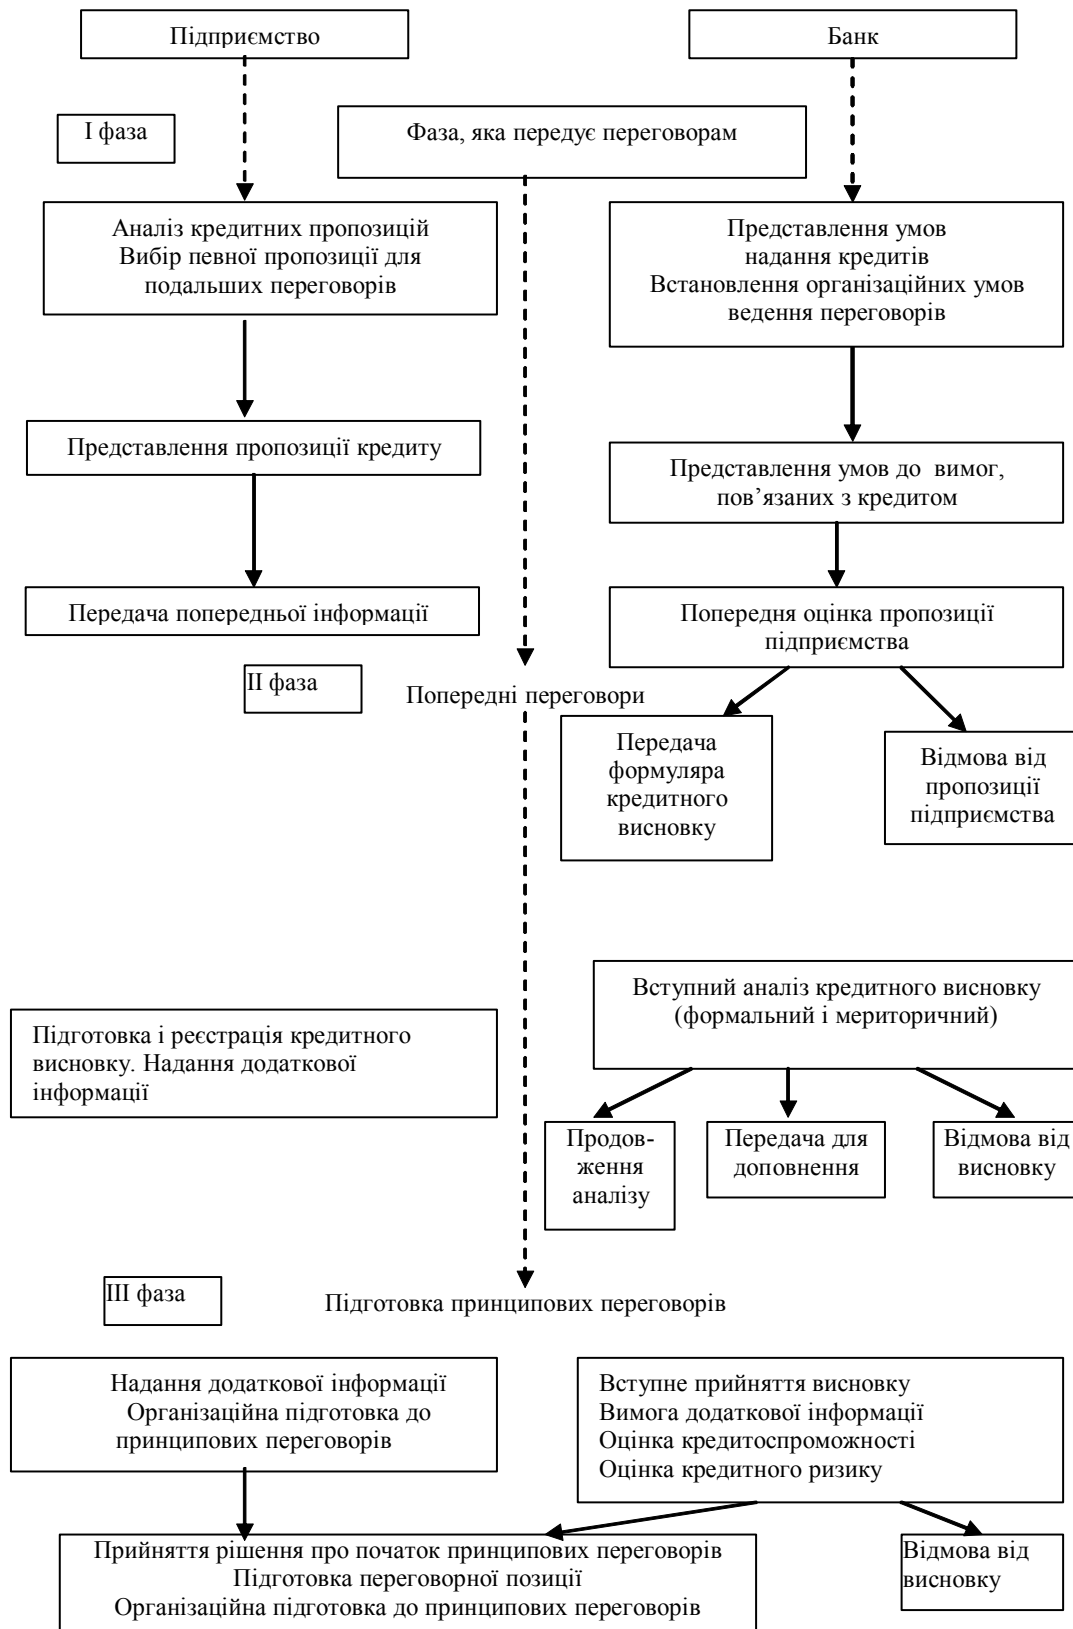 Підприємство
Банк
І фаза
Фаза, яка передує переговорам
Аналіз кредитних пропозицій
Вибір певної пропозиції для
подальших переговорів
Представлення умов
надання кредитів
Встановлення організаційних умов
ведення переговорів
Представлення пропозиції кредиту
Представлення умов до вимог,
пов’язаних з кредитом
Передача попередньої інформації
Попередня оцінка пропозиції
підприємства
ІІ фаза
Попередні переговори
Передача
формуляра
кредитного
висновку
Відмова від
пропозиції
підприємства
Підготовка і реєстрація кредитного
висновку. Надання додаткової
інформації
Вступний аналіз кредитного висновку
(формальний і мериторичний)
Продов-
ження
аналізу
Передача для
доповнення
Відмова від
висновку
ІІІ фаза
Підготовка принципових переговорів
Надання додаткової інформації
Організаційна підготовка до
принципових переговорів
Вступне прийняття висновку
Вимога додаткової інформації
Оцінка кредитоспроможності
Оцінка кредитного ризику
Прийняття рішення про початок принципових переговорів
Підготовка переговорної позиції
Організаційна підготовка до принципових переговорів
Відмова від
висновку